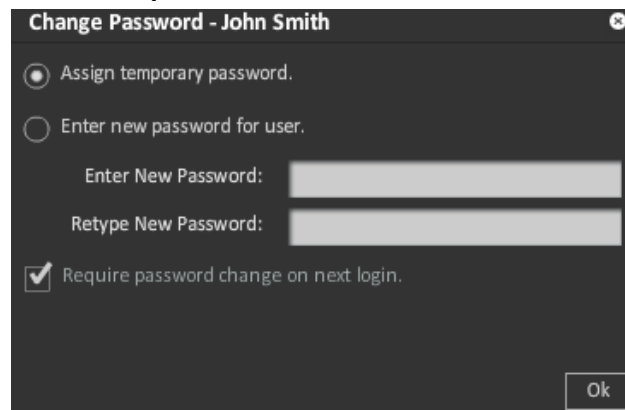 Change Password - John Smith
Assign temporary password.
Enter new password for user.
Enter New Password:
Retype New Password:
Require password change on next login.
Ok